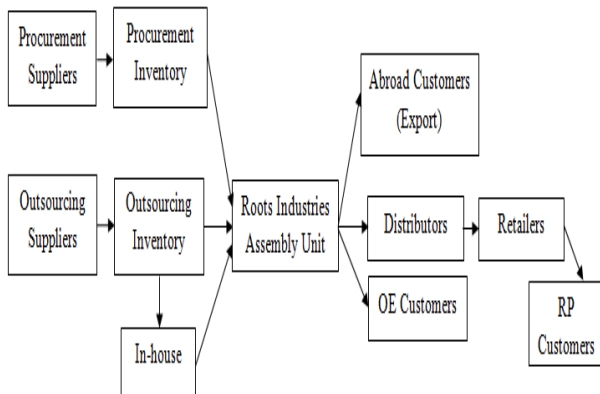 Procurement
Suppliers
Procurement
Inventory
Abroad Customers
(Export)
Outsourcing
Suppliers
Outsourcing
Inventory
Roots Industries
Assembly Unit
Distributors
Retailers
OE Customers
RP
Customers
In-house